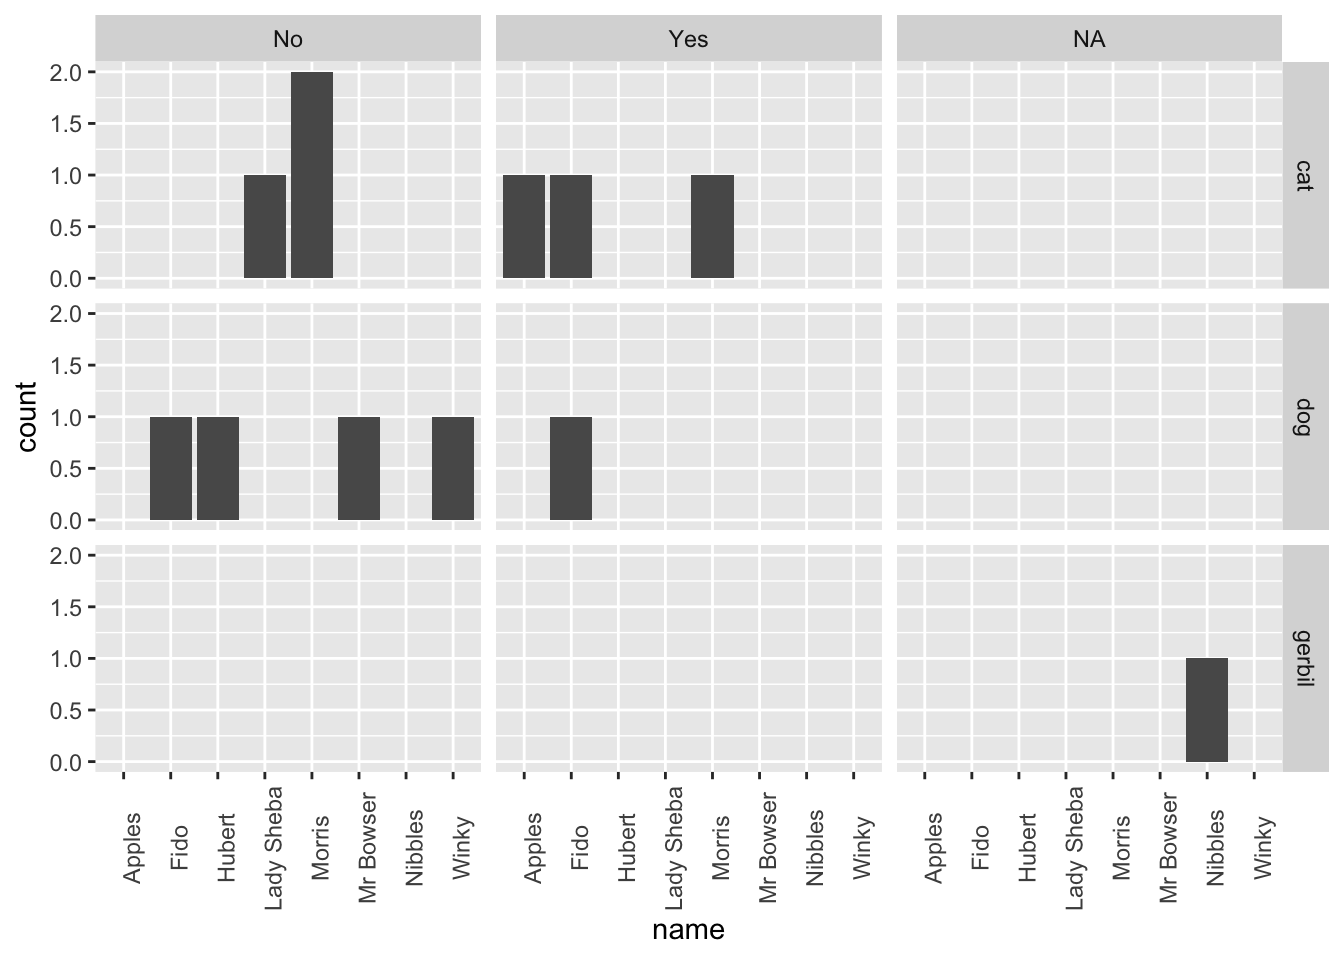 No Yes NA
2.0
1.5
1.0
0.5
0.0
cat
2.0
1.5
1.0
0.5
0.0
dog
2.0
1.5
1.0
0.5
0.0
gerbil
count
Apples Fido Hubert Lady Sheba Morris Mr Bowser Nibbles Winky Apples Fido Hubert Lady Sheba Morris Mr Bowser Nibbles Winky Apples Fido Hubert Lady Sheba Morris Mr Bowser Nibbles Winky
name